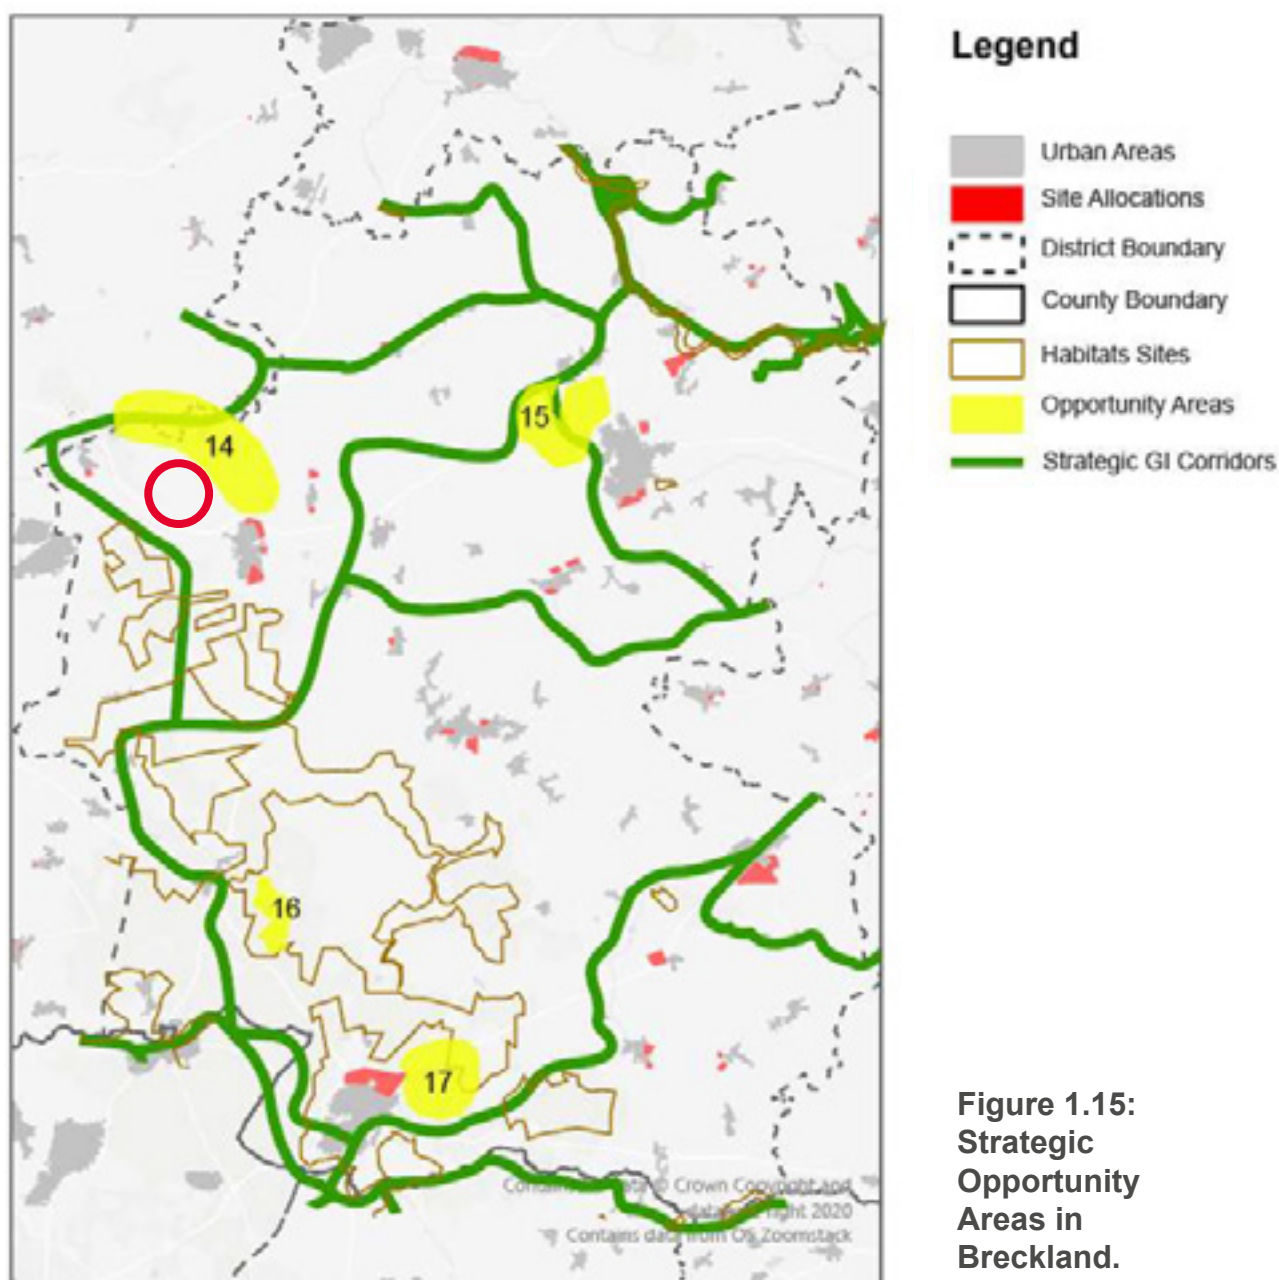 Legend
Urban Areas
Site Allocations
District Boundary
County Boundary
Habitats Sites
Opportunity Areas
Strategic GI Corridors
14
15
16
17
Crown Copyright and
right 2020
Contains data from OS Zoomstack
Figure 1.15:
Strategic
Opportunity
Areas in
Breckland.